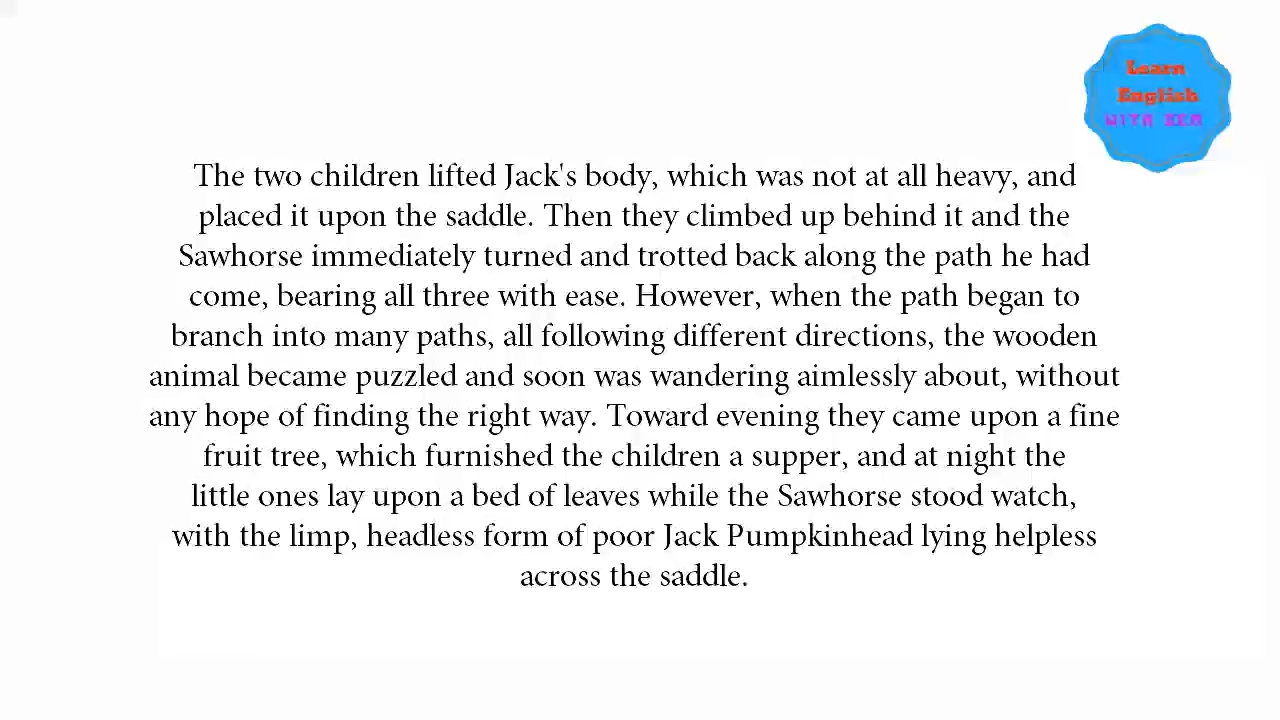 Learn
English
WITH KEN
The two children lifted Jack's body, which was not at all heavy, and
placed it upon the saddle. Then they climbed up behind it and the
Sawhorse immediately turned and trotted back along the path he had
come, bearing all three with ease. However, when the path began to
branch into many paths, all following different directions, the wooden
animal became puzzled and soon was wandering aimlessly about, without
any hope of finding the right way. Toward evening they came upon a fine
fruit tree, which furnished the children a supper, and at night the
little ones lay upon a bed of leaves while the Sawhorse stood watch,
with the limp, headless form of poor Jack Pumpkinhead lying helpless
across the saddle.